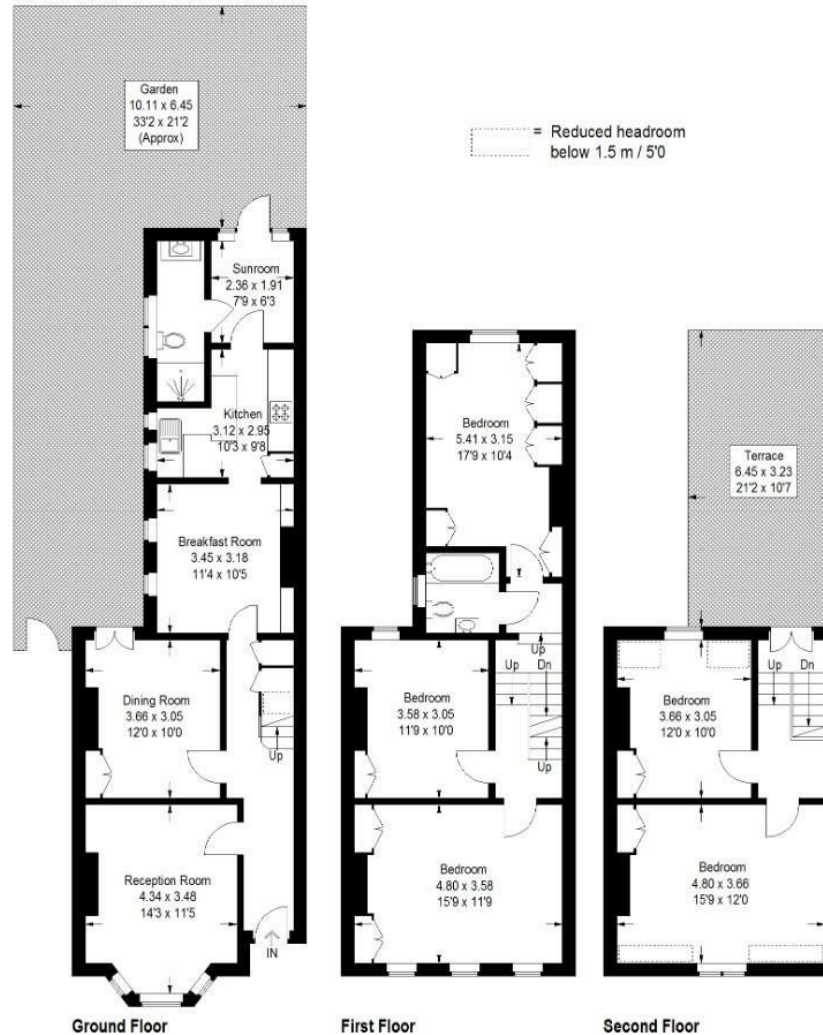 Garden
10.11 x 6.45
33'2 x 21'2
(Approx)
= Reduced headroom
below 1.5 m / 5'0
Sunroom
2.36 x 1.91
7'9 x 6'3
Kitchen
3.12 x 2.95
10'3 x 9'8
Breakfast Room
3.45 x 3.18
11'4 x 10'5
Dining Room
3.66 x 3.05
12'0 x 10'0
Up
Reception Room
4.34 x 3.48
14'3 x 11'5
IN
Ground Floor
Bedroom
5.41 x 3.15
17'9 x 10'4
Up
Up
Dn
Bedroom
3.58 x 3.05
11'9 x 10'0
Up
Bedroom
4.80 x 3.58
15'9 x 11'9
First Floor
Terrace
6.45 x 3.23
21'2 x 10'7
Up
Dn
Bedroom
3.66 x 3.05
12'0 x 10'0
Bedroom
4.80 x 3.66
15'9 x 12'0
Second Floor